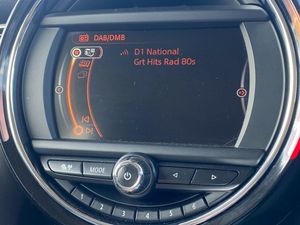 DAB/DMB
D1 National
Grt Hits Rad 80s
MODE
1 2 3 4 5 6